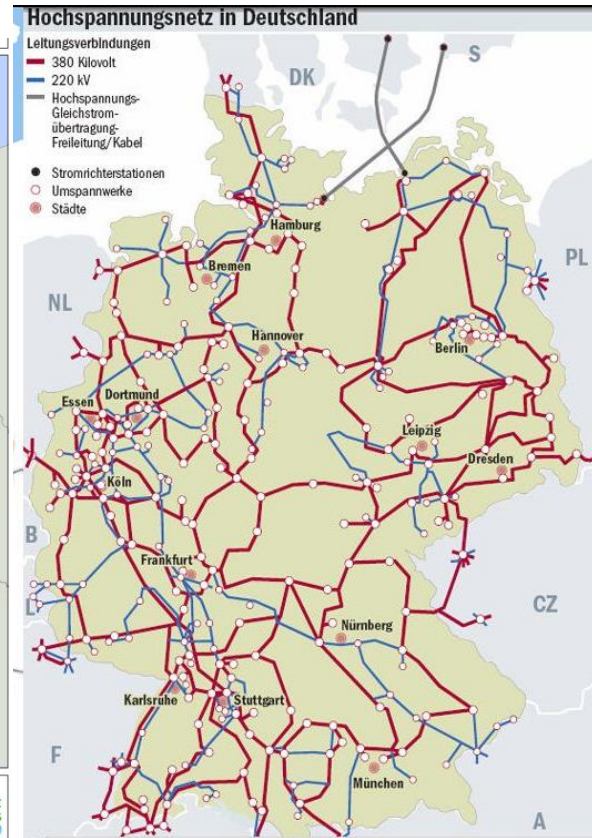 Hochspannungsnetz in Deutschland
Leitungsverbindungen
380 Kilovolt
220 kV
Hochspannungs-
Gleichstrom-
übertragung-
Freileitung/Kabel
Stromrichterstationen
Umspannwerke
Städte
DK
S
Hamburg
Bremen
PL
NL
Hannover
Berlin
Dortmund
Essen
Leipzig
Dresden
Köln
B
Frankfurt
L
CZ
Nürnberg
Karlsruhe
Stuttgart
F
München
A